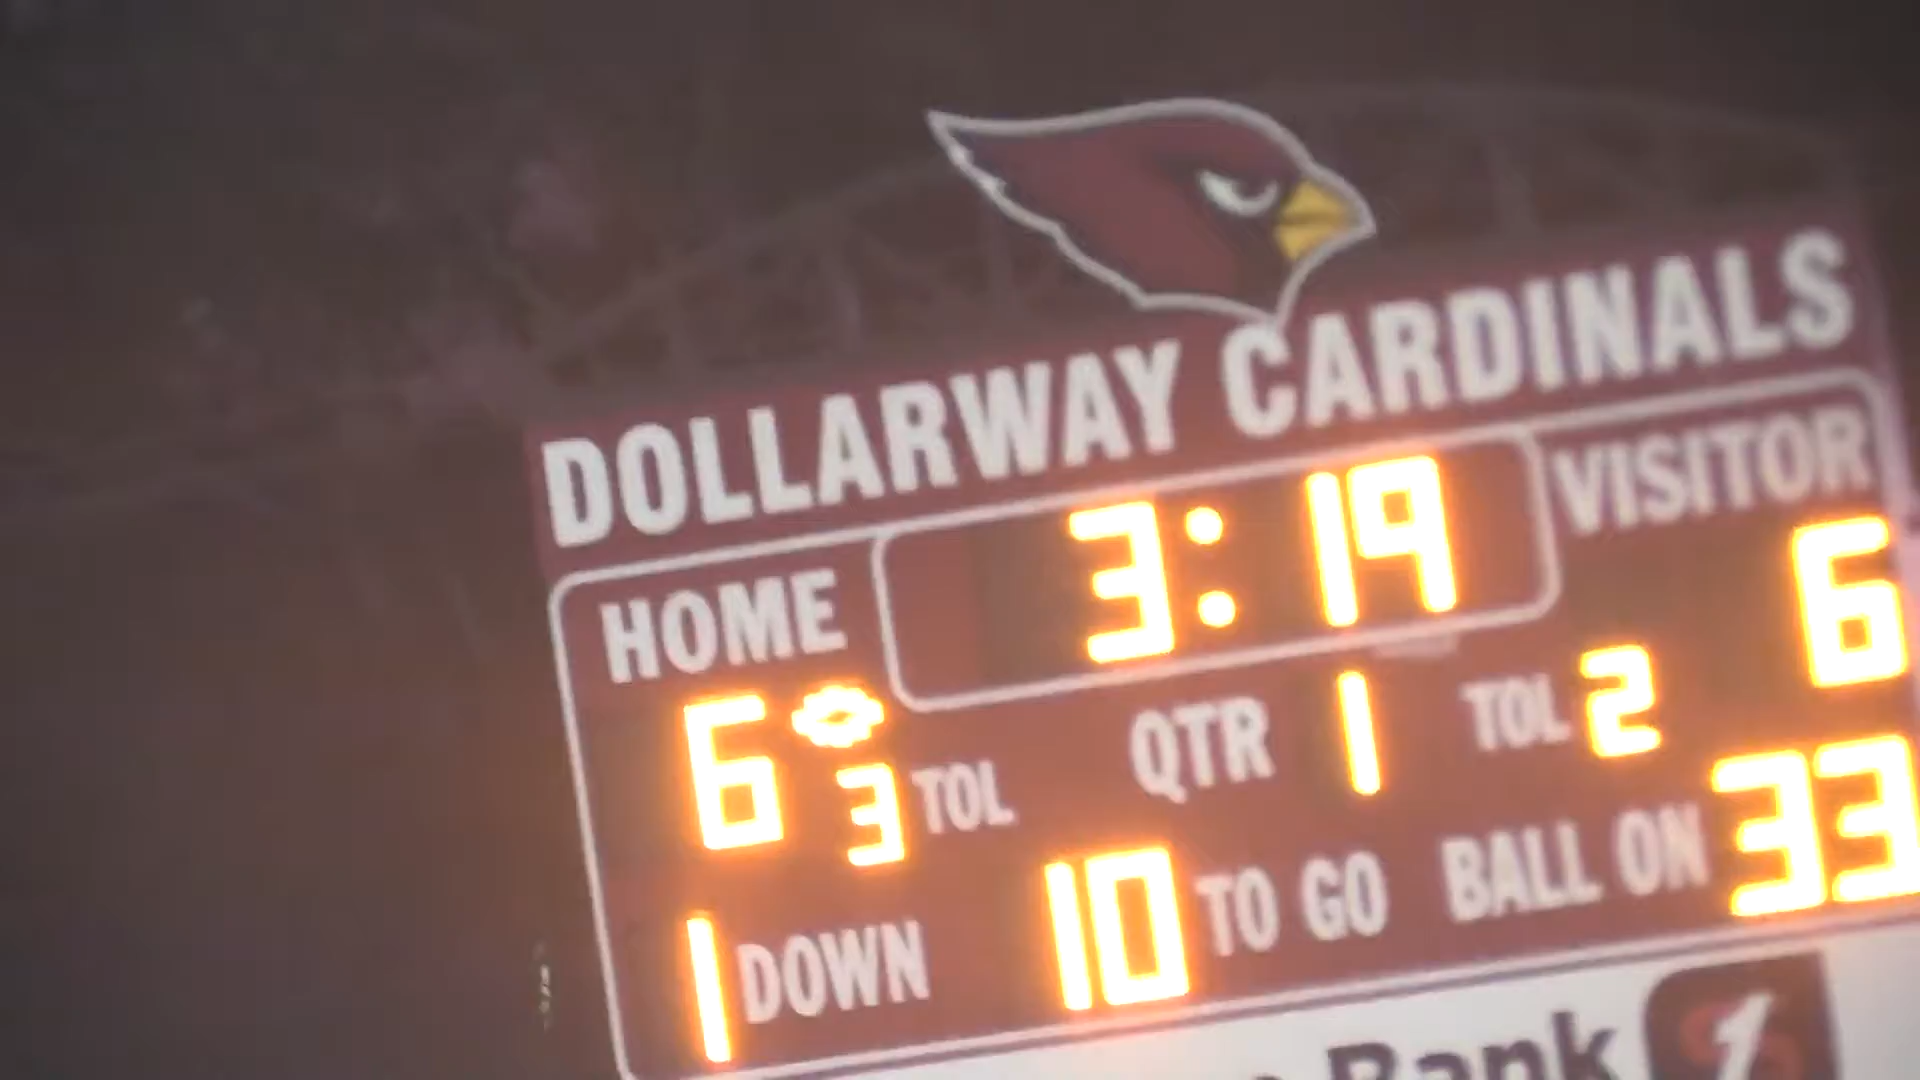 DOLLARWAY CARDINALS
3:19
HOME VISITOR
6 6
3 TOL QTR 1 TOL 2
1 DOWN 10 TO GO BALL ON 33
Bank 1